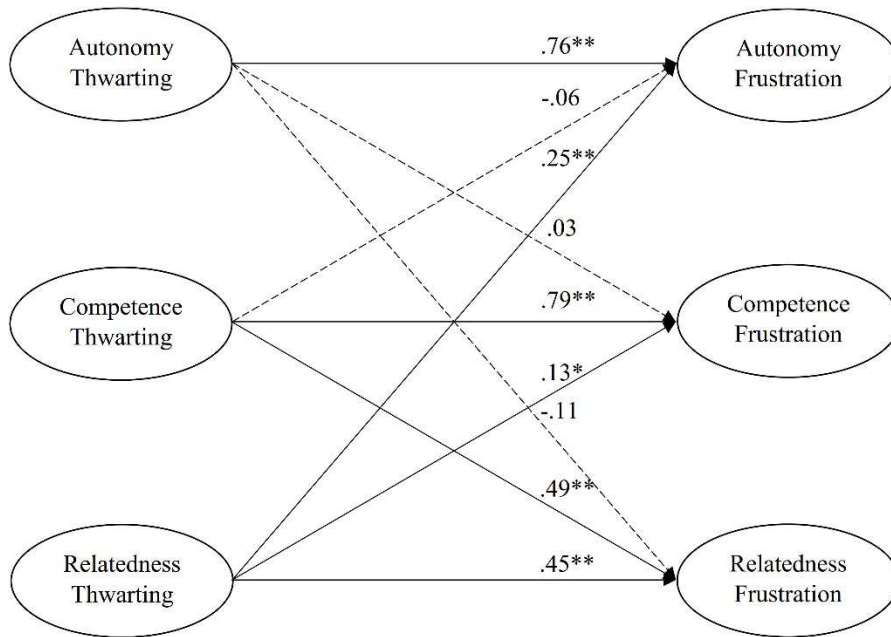 Autonomy
Thwarting
.76**
Autonomy
Frustration
-.06
.25**
.03
Competence
Thwarting
.79**
Competence
Frustration
.13*
-.11
.49**
Relatedness
Thwarting
.45**
Relatedness
Frustration